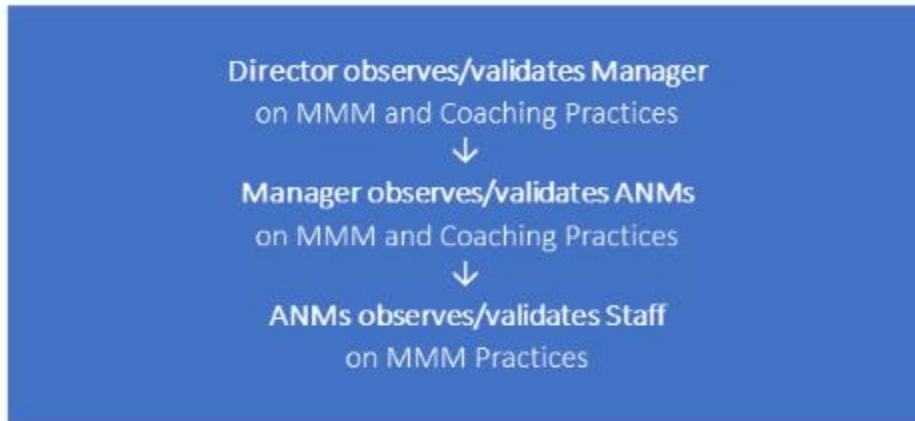 Director observes/validates Manager
on MMM and Coaching Practices
↓
Manager observes/validates ANMs
on MMM and Coaching Practices
↓
ANMs observes/validates Staff
on MMM Practices